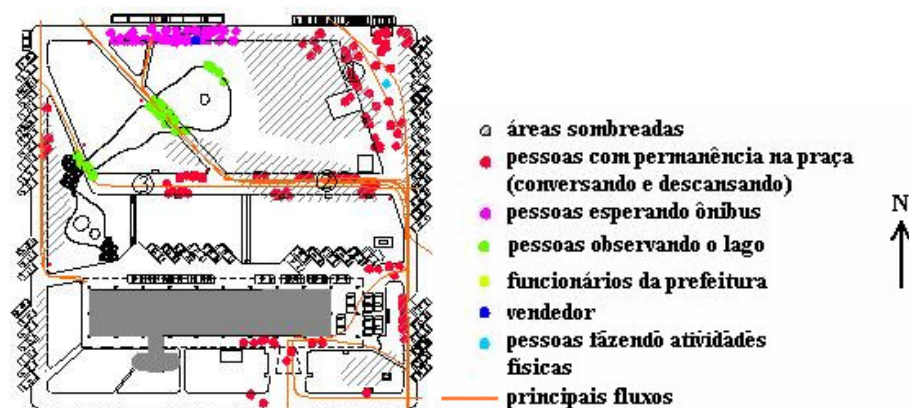 áreas sombreadas
pessoas com permanência na praça
(conversando e descansando)
pessoas esperando ônibus
pessoas observando o lago
funcionários da prefeitura
vendedor
pessoas fazendo atividades
físicas
principais fluxos
N